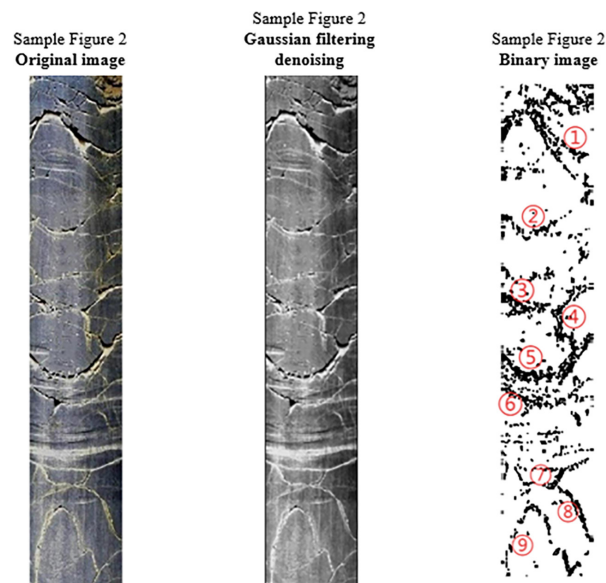 Sample Figure 2
Original image
Sample Figure 2
Gaussian filtering
denoising
Sample Figure 2
Binary image
①
②
③
④
⑤
⑥
⑦
⑧
⑨